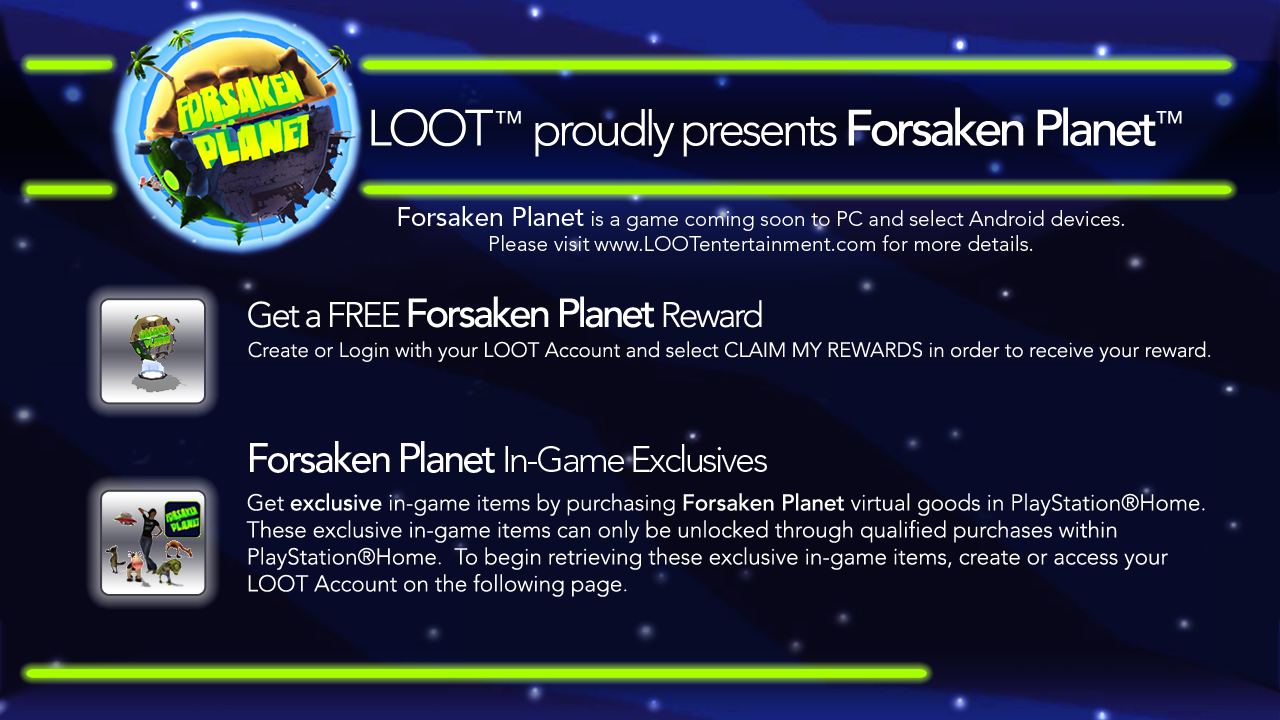 FORSAKEN
PLANET
LOOT™ proudly presents Forsaken Planet™
Forsaken Planet is a game coming soon to PC and select Android devices.
Please visit www.LOOTentertainment.com for more details.
Get a FREE Forsaken Planet Reward
Create or Login with your LOOT Account and select CLAIM MY REWARDS in order to receive your reward.
FORSAKEN
PLANET
Forsaken Planet In-Game Exclusives
Get exclusive in-game items by purchasing Forsaken Planet virtual goods in PlayStation®Home.
These exclusive in-game items can only be unlocked through qualified purchases within
PlayStation®Home.  To begin retrieving these exclusive in-game items, create or access your
LOOT Account on the following page.
FORSAKEN
PLANET